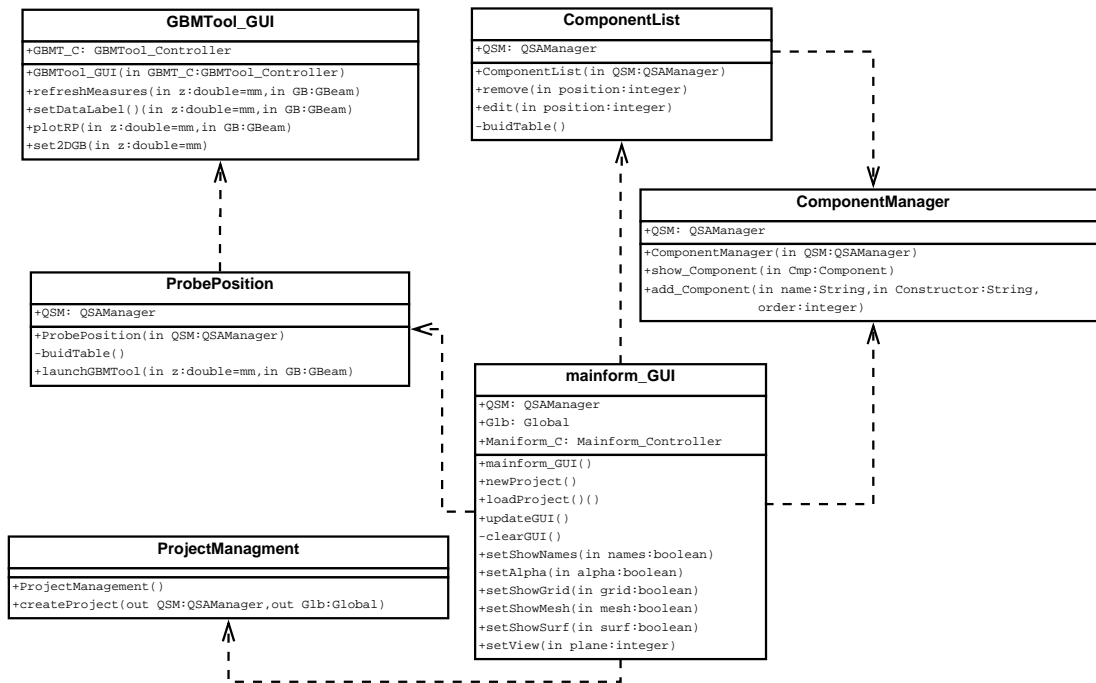 GBMTool_GUI
+GBMT_C: GBMTool_Controller
+GBMTool_GUI(in GBMT_C:GBMTool_Controller)
+refreshMeasures(in z:double=mm,in GB:GBeam)
+setDataLabel()(in z:double=mm,in GB:GBeam)
+plotRP(in z:double=mm,in GB:GBeam)
+set2DGB(in z:double=mm)
ComponentList
+QSM: QSAManager
+ComponentList(in QSM:QSAManager)
+remove(in position:integer)
+edit(in position:integer)
-buidTable()
ComponentManager
+QSM: QSAManager
+ComponentManager(in QSM:QSAManager)
+show_Component(in Cmp:Component)
+add_Component(in name:String,in Constructor:String,
order:integer)
ProbePosition
+QSM: QSAManager
+ProbePosition(in QSM:QSAManager)
-buidTable()
+launchGBMTool(in z:double=mm,in GB:GBeam)
mainform_GUI
+QSM: QSAManager
+Glb: Global
+Maniform_C: Mainform_Controller
+mainform_GUI()
+newProject()
+loadProject()()
+updateGUI()
-clearGUI()
+setShowNames(in names:boolean)
+setAlpha(in alpha:boolean)
+setShowGrid(in grid:boolean)
+setShowMesh(in mesh:boolean)
+setShowSurf(in surf:boolean)
+setView(in plane:integer)
ProjectManagment
+ProjectManagement()
+createProject(out QSM:QSAManager,out Glb:Global)